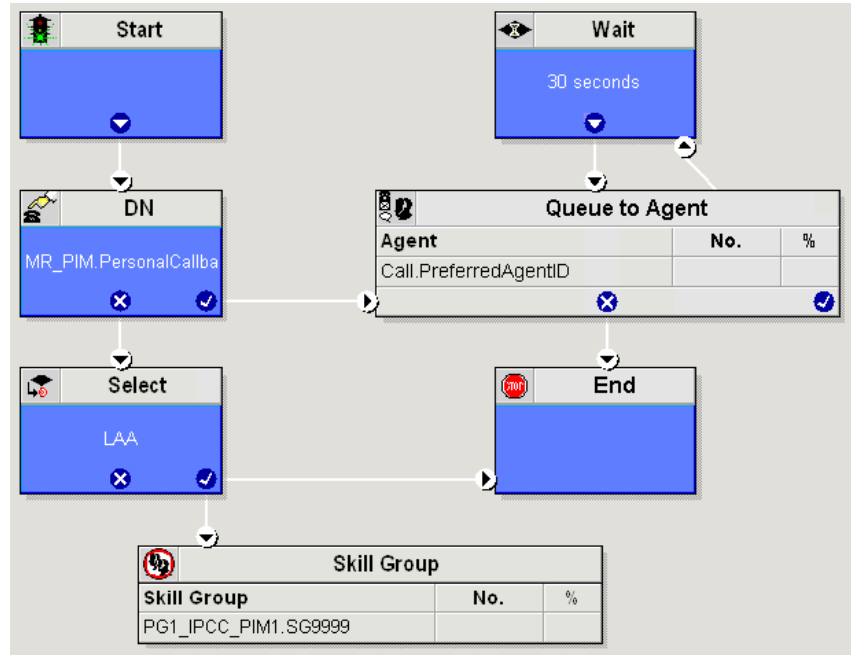 Start
Wait
30 seconds
DN
MR_PIM.PersonalCallba
Queue to Agent
Agent No. %
Call.PreferredAgentID
Select
LAA
STOP
End
Skill Group
Skill Group No. %
PG1_IPCC_PIM1.SG9999